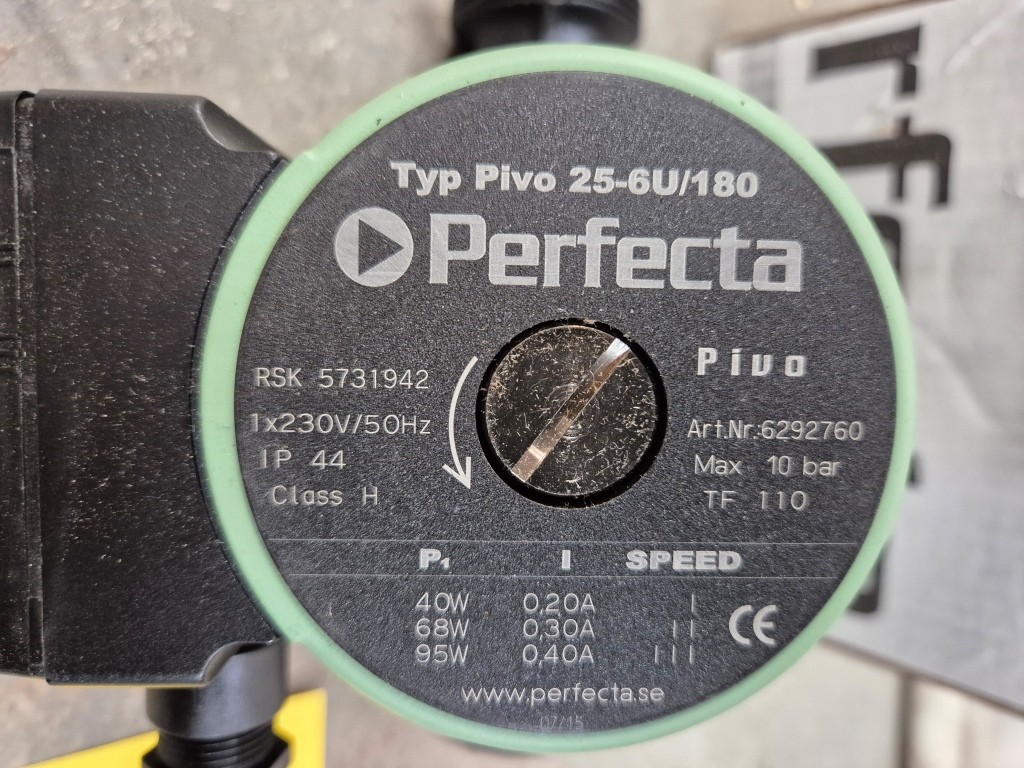 Typ Pivo 25-6U/180
Perfecta
Pivo
RSK 5731942
1x230V/50Hz
IP 44
Class H
Art.Nr:6292760
Max 10 bar
TF 110
P₁ I SPEED
40W 0,20A I
68W 0,30A II
95W 0,40A III
CE
www.perfecta.se
07/15